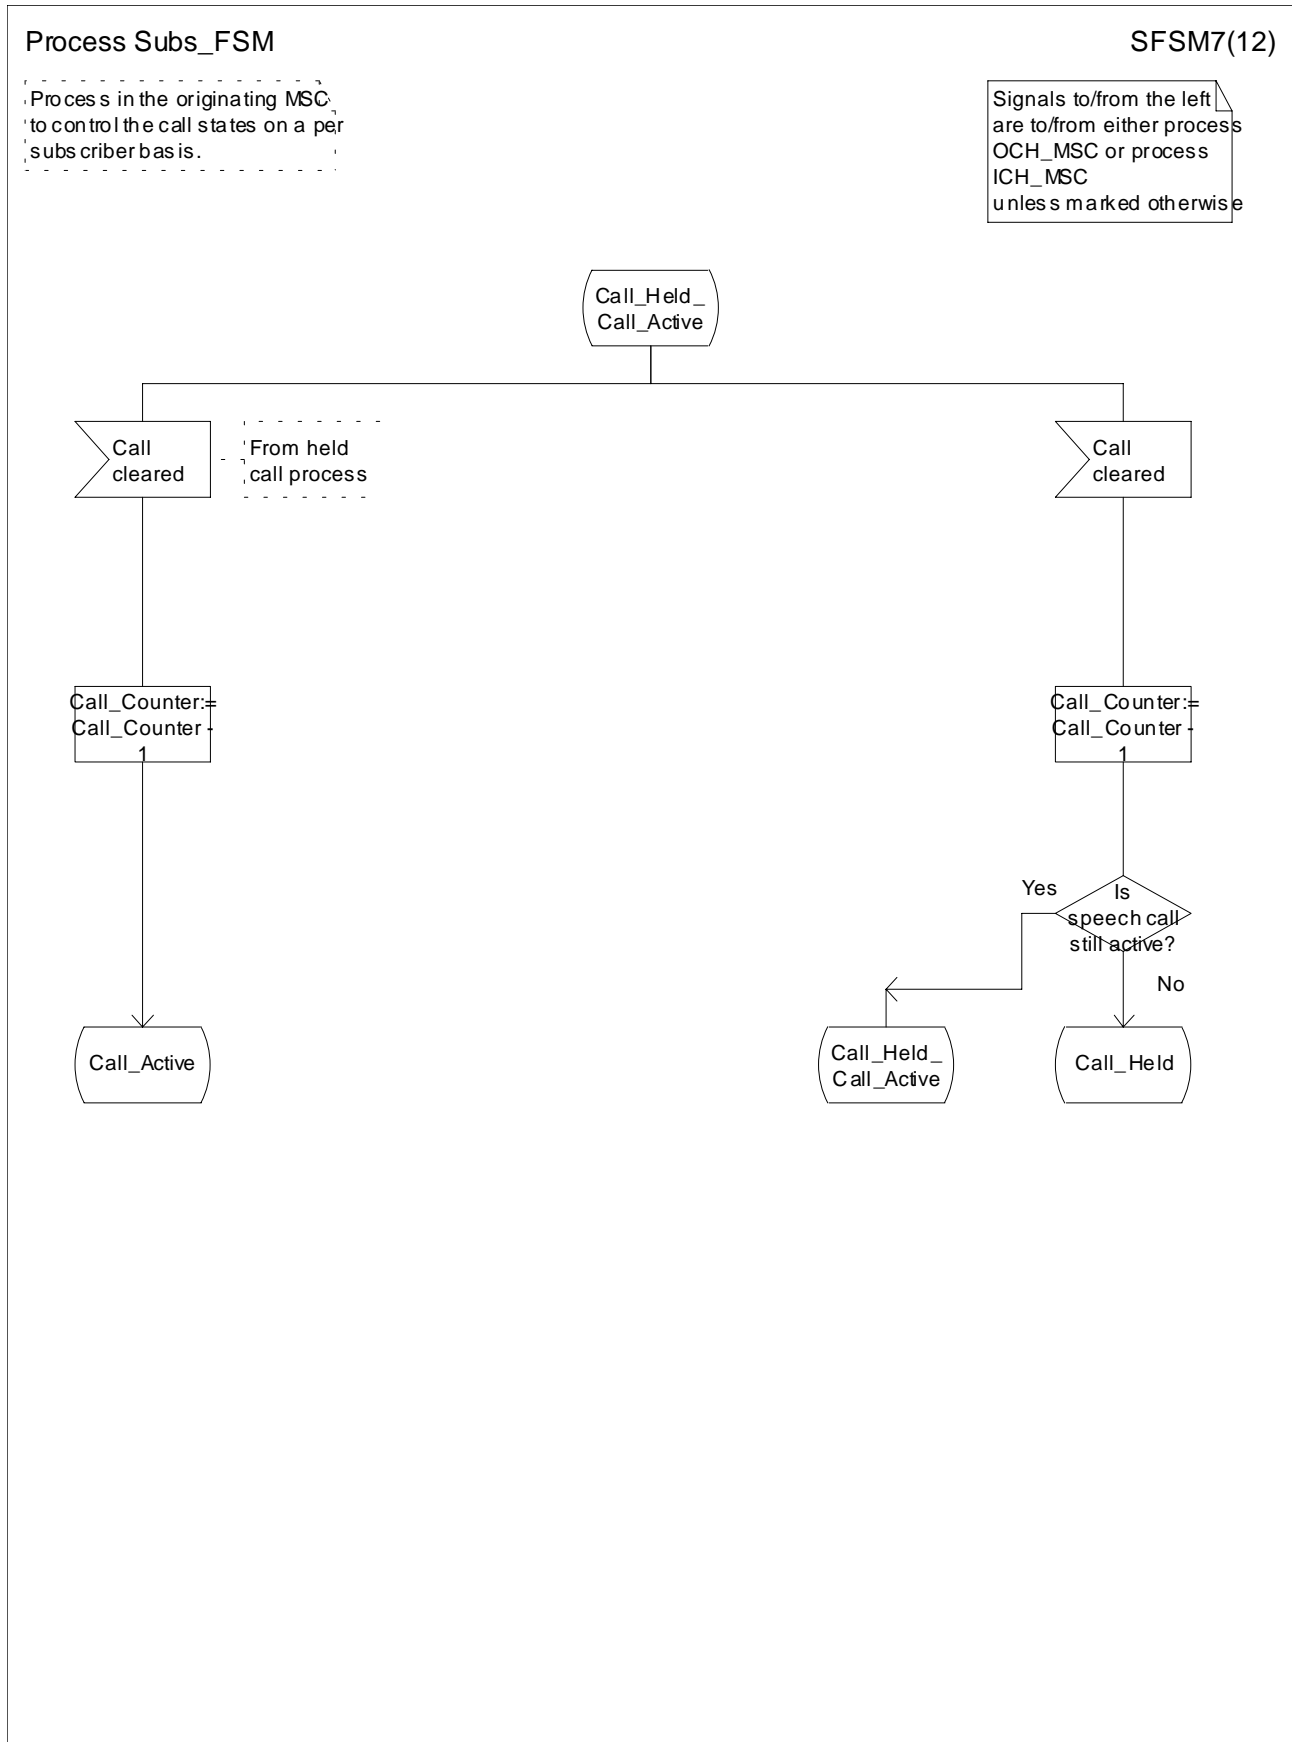 Process Subs_FSM
SFSM7(12)
Process in the originating MSC
to control the call states on a per
subscriber basis.
Signals to/from the left
are to/from either process
OCH_MSC or process
ICH_MSC
unless marked otherwise
Call_Held_
Call_Active
Call
cleared
From held
call process
Call
cleared
Call_Counter:=
Call_Counter -
1
Call_Counter:=
Call_Counter -
1
Yes
Is
speech call
still active?
No
Call_Active
Call_Held_
Call_Active
Call_Held